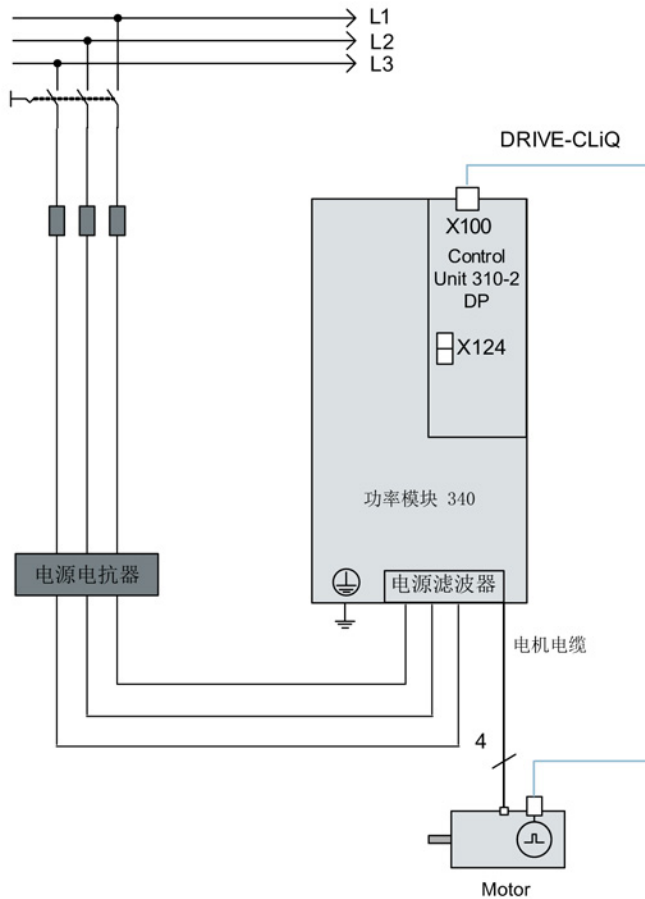 L1
L2
L3
DRIVE-CLiQ
X100
Control
Unit 310-2
DP
X124
功率模块 340
电源电抗器
电源滤波器
电机电缆
4
Motor